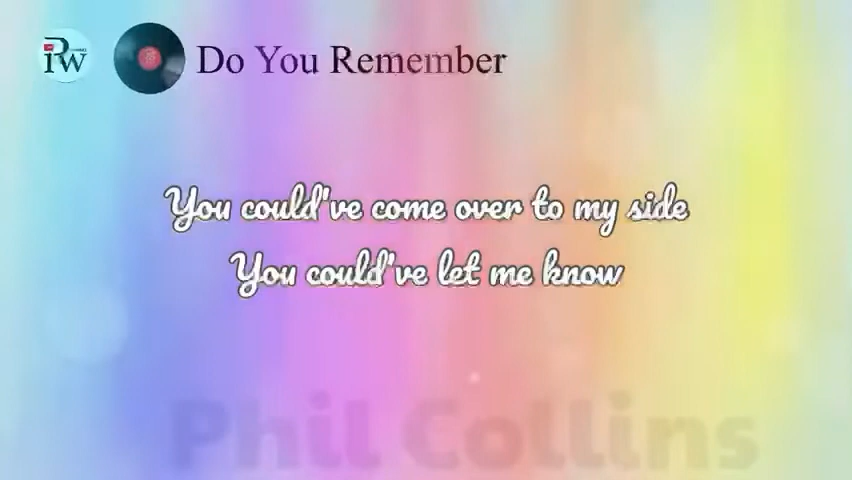 iPW
Do You Remember
You could've come over to my side
You could've let me know
Phil Collins